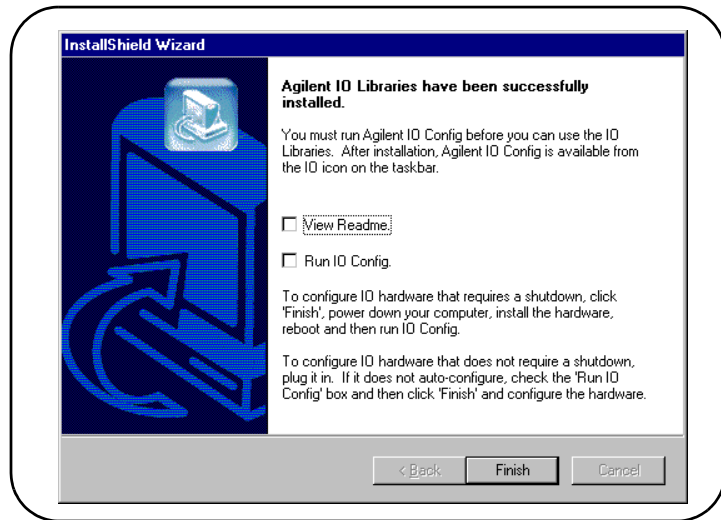 InstallShield Wizard
Agilent IO Libraries have been successfully
installed.
You must run Agilent IO Config before you can use the IO
Libraries. After installation, Agilent IO Config is available from
the IO icon on the taskbar.
View Readme.
Run IO Config.
To configure IO hardware that requires a shutdown, click
'Finish', power down your computer, install the hardware,
reboot and then run IO Config.
To configure IO hardware that does not require a shutdown,
plug it in. If it does not auto-configure, check the 'Run IO
Config' box and then click 'Finish' and configure the hardware.
< Back
Finish
Cancel